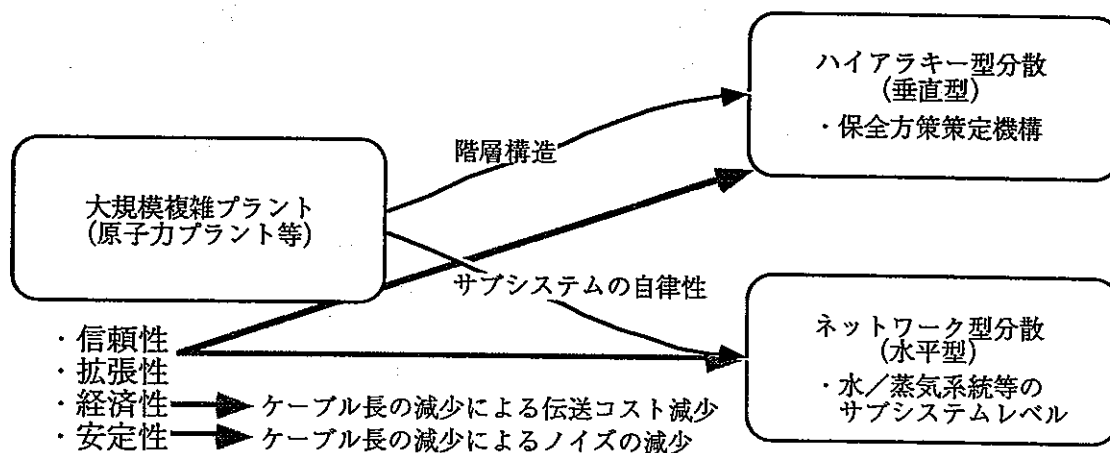 ハイアラキー型分散
(垂直型)
・保全方策策定機構
階層構造
大規模複雑プラント
(原子力プラント等)
サブシステムの自律性
・信頼性
・拡張性
・経済性
ケーブル長の減少による伝送コスト減少
・安定性
ケーブル長の減少によるノイズの減少
ネットワーク型分散
(水平型)
・水／蒸気系統等の
サブシステムレベル